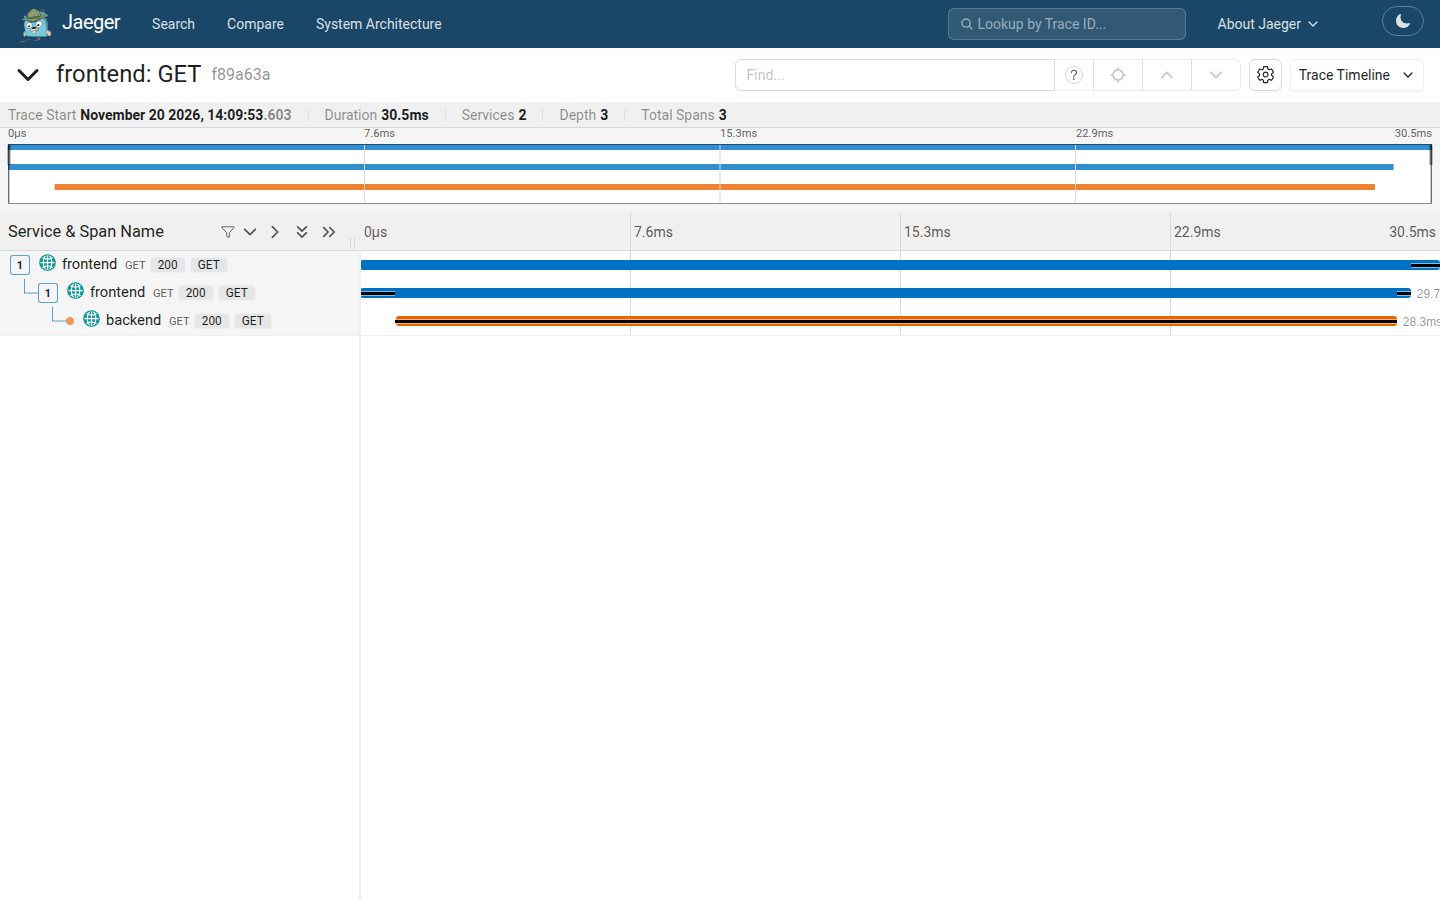 Jaeger Search Compare System Architecture Lookup by Trace ID... About Jaeger
frontend: GET f89a63a Find... ? Trace Timeline
Trace Start November 20 2026, 14:09:53.603 Duration 30.5ms Services 2 Depth 3 Total Spans 3
0μs 7.6ms 15.3ms 22.9ms 30.5ms
Service & Span Name 0μs 7.6ms 15.3ms 22.9ms 30.5ms
1 frontend GET 200 GET
1 frontend GET 200 GET 29.7
backend GET 200 GET 28.3ms